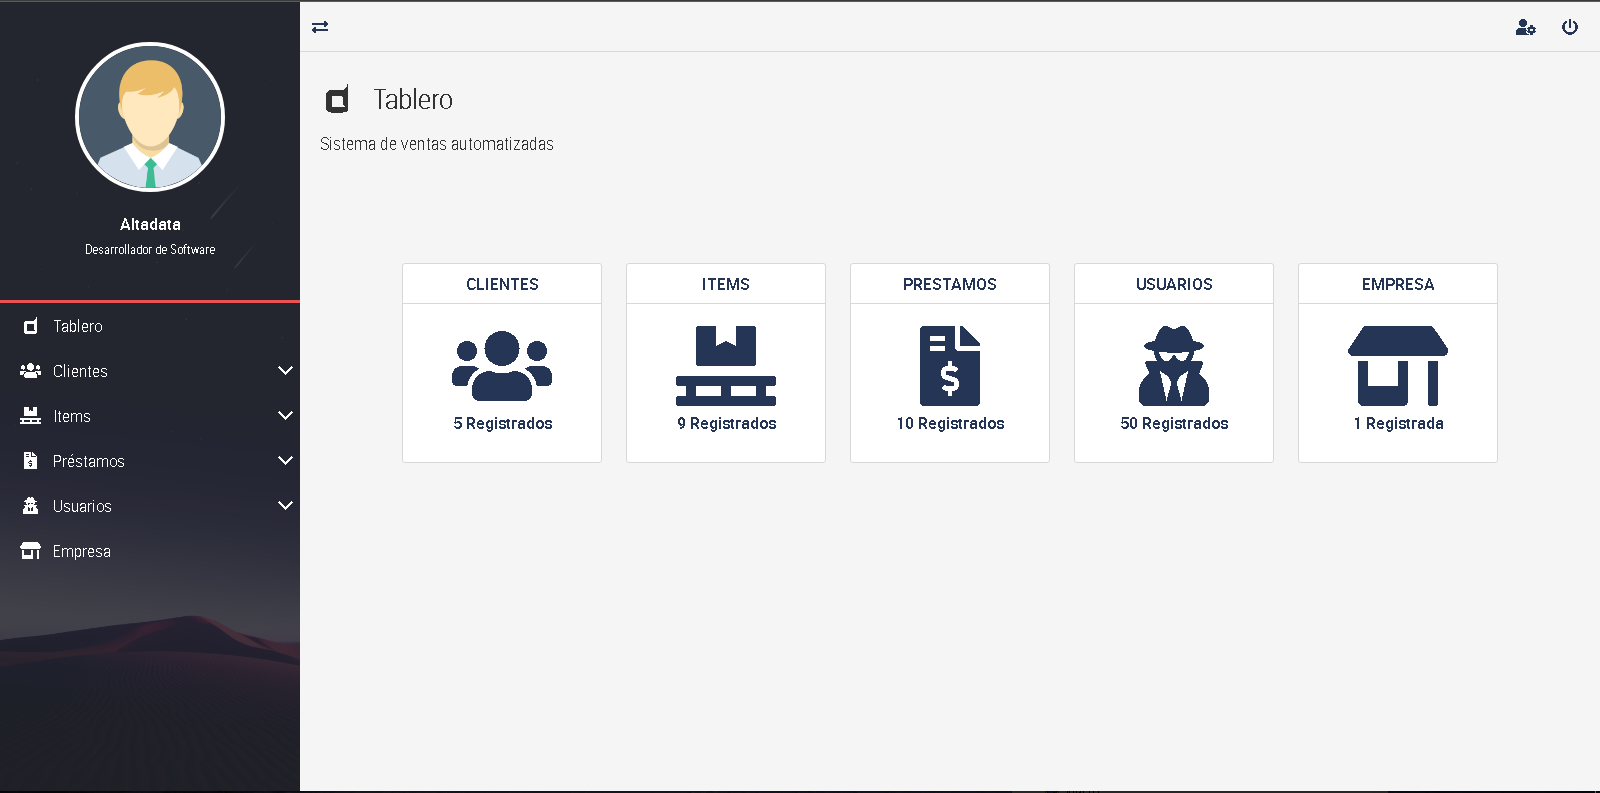 Altadata
Desarrollador de Software
Tablero
Clientes
Items
Préstamos
Usuarios
Empresa
Tablero
Sistema de ventas automatizadas
CLIENTES
5 Registrados
ITEMS
9 Registrados
PRESTAMOS
10 Registrados
USUARIOS
50 Registrados
EMPRESA
1 Registrada